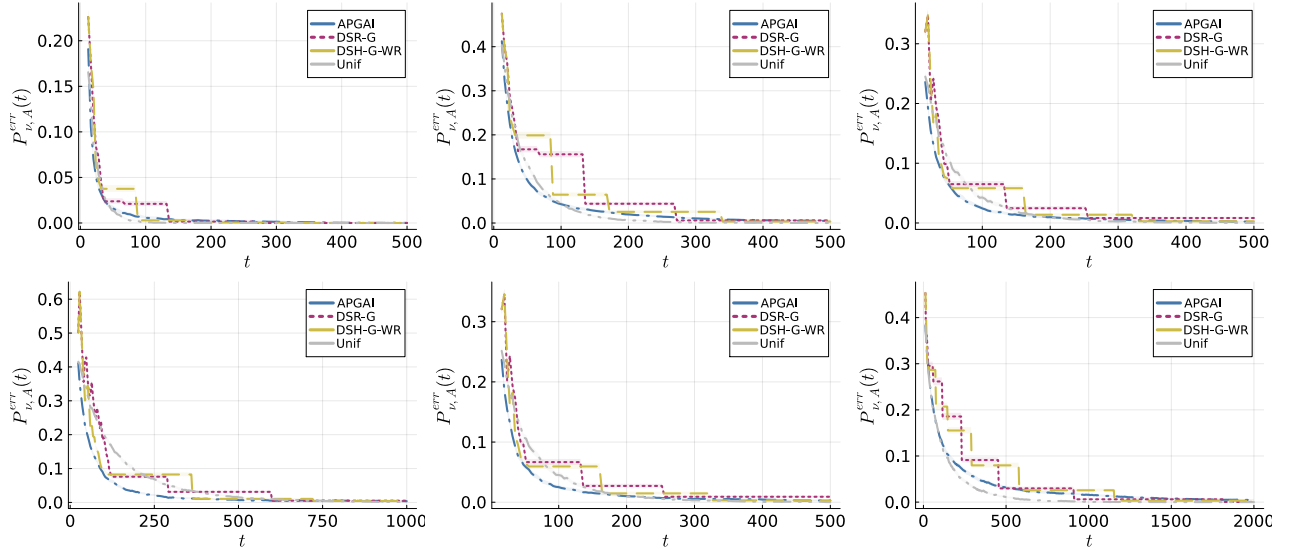 P^{err}_{ν, A}(t)
0.20
0.15
0.10
0.05
0.00
0
100
200
300
400
500
t
APGAI
DSR-G
DSH-G-WR
Unif
P^{err}_{ν, A}(t)
0.4
0.3
0.2
0.1
0.0
0
100
200
300
400
500
t
APGAI
DSR-G
DSH-G-WR
Unif
P^{err}_{ν, A}(t)
0.3
0.2
0.1
0.0
100
200
300
400
500
t
APGAI
DSR-G
DSH-G-WR
Unif
P^{err}_{ν, A}(t)
0.6
0.5
0.4
0.3
0.2
0.1
0.0
0
250
500
750
1000
t
APGAI
DSR-G
DSH-G-WR
Unif
P^{err}_{ν, A}(t)
0.3
0.2
0.1
0.0
100
200
300
400
500
t
APGAI
DSR-G
DSH-G-WR
Unif
P^{err}_{ν, A}(t)
0.4
0.3
0.2
0.1
0.0
0
500
1000
1500
2000
t
APGAI
DSR-G
DSH-G-WR
Unif